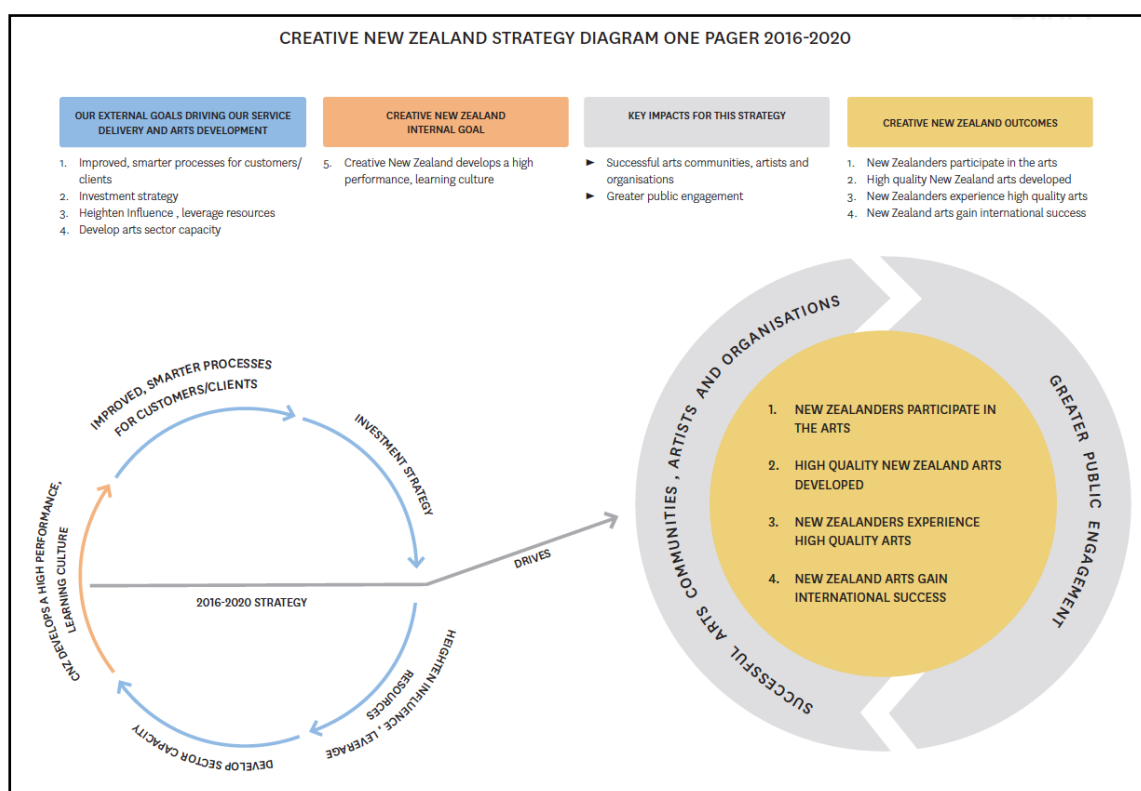 CREATIVE NEW ZEALAND STRATEGY DIAGRAM ONE PAGER 2016-2020
OUR EXTERNAL GOALS DRIVING OUR SERVICE
DELIVERY AND ARTS DEVELOPMENT
1. Improved, smarter processes for customers/
clients
2. Investment strategy
3. Heighten Influence , leverage resources
4. Develop arts sector capacity
CREATIVE NEW ZEALAND
INTERNAL GOAL
5. Creative New Zealand develops a high
performance, learning culture
KEY IMPACTS FOR THIS STRATEGY
► Successful arts communities, artists and
organisations
► Greater public engagement
CREATIVE NEW ZEALAND OUTCOMES
1. New Zealanders participate in the arts
2. High quality New Zealand arts developed
3. New Zealanders experience high quality arts
4. New Zealand arts gain international success
IMPROVED, SMARTER PROCESSES
FOR CUSTOMERS/CLIENTS
INVESTMENT STRATEGY
HEIGHTEN INFLUENCE , LEVERAGE
RESOURCES
DEVELOP SECTOR CAPACITY
CNZ DEVELOPS A HIGH PERFORMANCE,
LEARNING CULTURE
2016-2020 STRATEGY
DRIVES
SUCCESSFUL ARTS COMMUNITIES , ARTISTS AND ORGANISATIONS
GREATER PUBLIC ENGAGEMENT
1. NEW ZEALANDERS PARTICIPATE IN
THE ARTS
2. HIGH QUALITY NEW ZEALAND ARTS
DEVELOPED
3. NEW ZEALANDERS EXPERIENCE
HIGH QUALITY ARTS
4. NEW ZEALAND ARTS GAIN
INTERNATIONAL SUCCESS